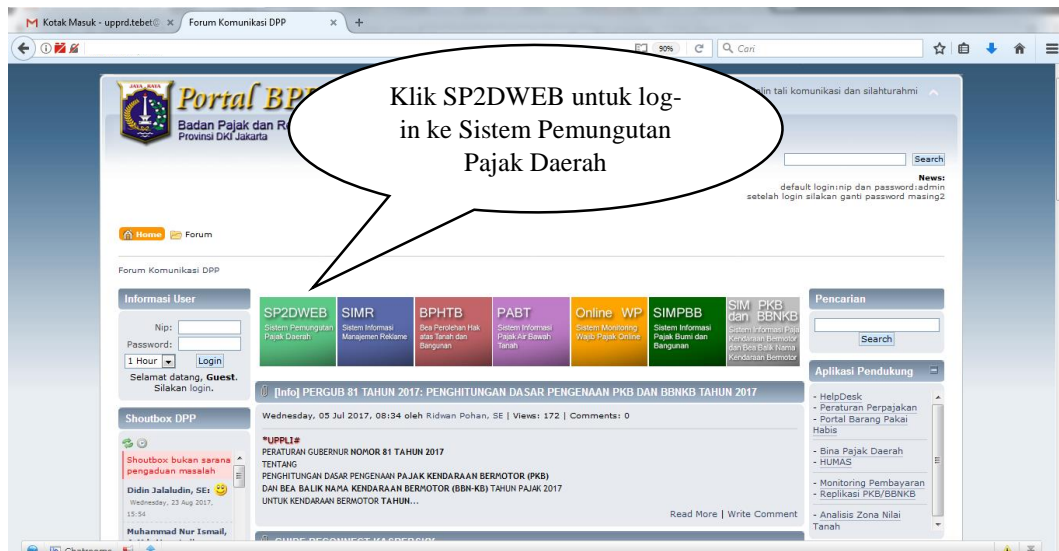 Kotak Masuk - upprd.tebet
Forum Komunikasi DPP
90%
Cari
Klik SP2DWEB untuk log-
in ke Sistem Pemungutan
Pajak Daerah
JAYA RAYA
Portal
Badan Pajak dan
Provinsi DKI Jakarta
tali komunikasi dan silahturahmi
Search
News:
default login:nip dan password:admin
setelah login silakan ganti password masing2
Home
Forum
Forum Komunikasi DPP
Informasi User
Nip:
Password:
1 Hour
Login
Selamat datang, Guest.
Silakan login.
Shoutbox DPP
Shoutbox bukan sarana
pengaduan masalah
Didin Jalaludin, SE:
Wednesday, 23 Aug 2017,
15:54
Muhammad Nur Ismail,
SP2DWEB
Sistem Pemungutan
Pajak Daerah
SIMR
Sistem Informasi
Manajemen Reklame
BPHTB
Bea Perolehan Hak
atas Tanah dan
Bangunan
PABT
Sistem Informasi
Pajak Air Bawah
Tanah
Online WP
Sistem Monitoring
Wajib Pajak Online
SIMPBB
Sistem Informasi
Pajak Bumi dan
Bangunan
SIM PKB
dan BBNKB
Sistem Informasi Paja
Kendaraan Bermotor
dan Bea Balik Nama
Kendaraan Bermotor
[Info] PERGUB 81 TAHUN 2017: PENGHITUNGAN DASAR PENGENAAN PKB DAN BBNKB TAHUN 2017
Wednesday, 05 Jul 2017, 08:34 oleh Ridwan Pohan, SE | Views: 172 | Comments: 0
*UPPLI#
PERATURAN GUBERNUR NOMOR 81 TAHUN 2017
TENTANG
PENGHITUNGAN DASAR PENGENAAN PAJAK KENDARAAN BERMOTOR (PKB)
DAN BEA BALIK NAMA KENDARAAN BERMOTOR (BBN-KB) TAHUN PAJAK 2017
UNTUK KENDARAAN BERMOTOR TAHUN...
Read More | Write Comment
Pencarian
Search
Aplikasi Pendukung
- HelpDesk
- Peraturan Perpajakan
- Portal Barang Pakai
Habis
- Bina Pajak Daerah
- HUMAS
- Monitoring Pembayaran
- Replikasi PKB/BBNKB
- Analisis Zona Nilai
Tanah